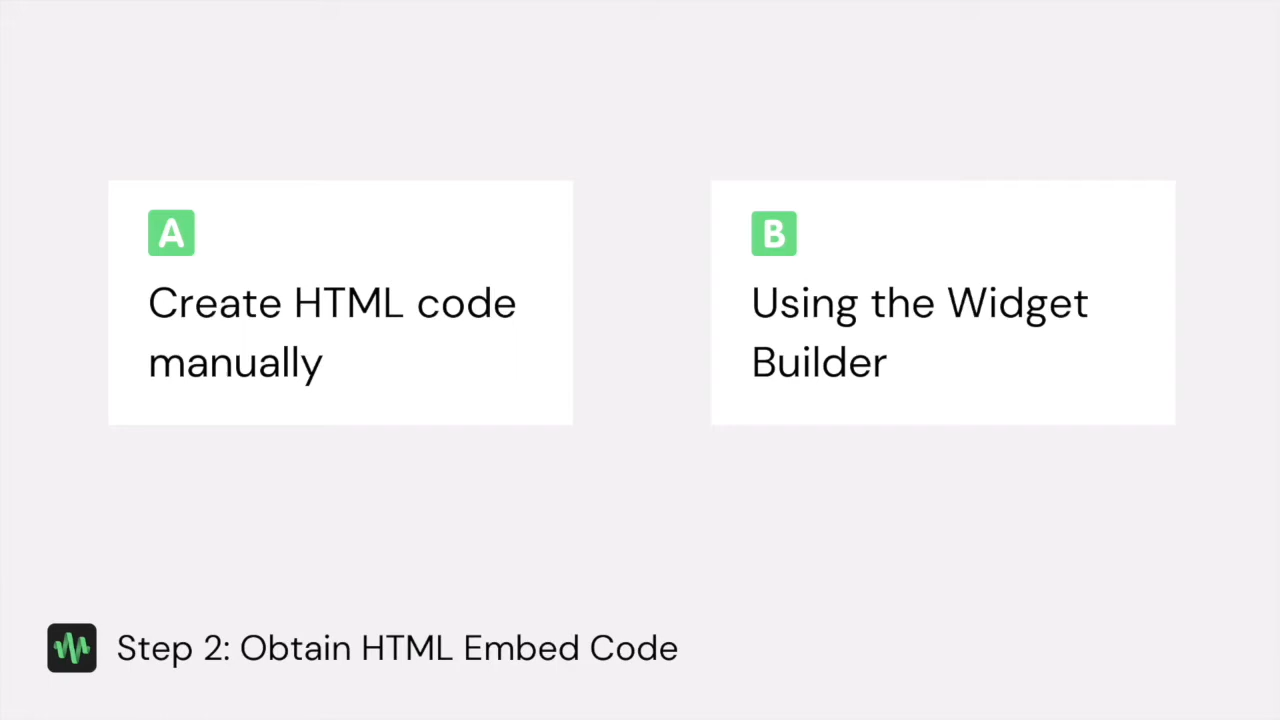 A
Create HTML code
manually
B
Using the Widget
Builder
Step 2: Obtain HTML Embed Code